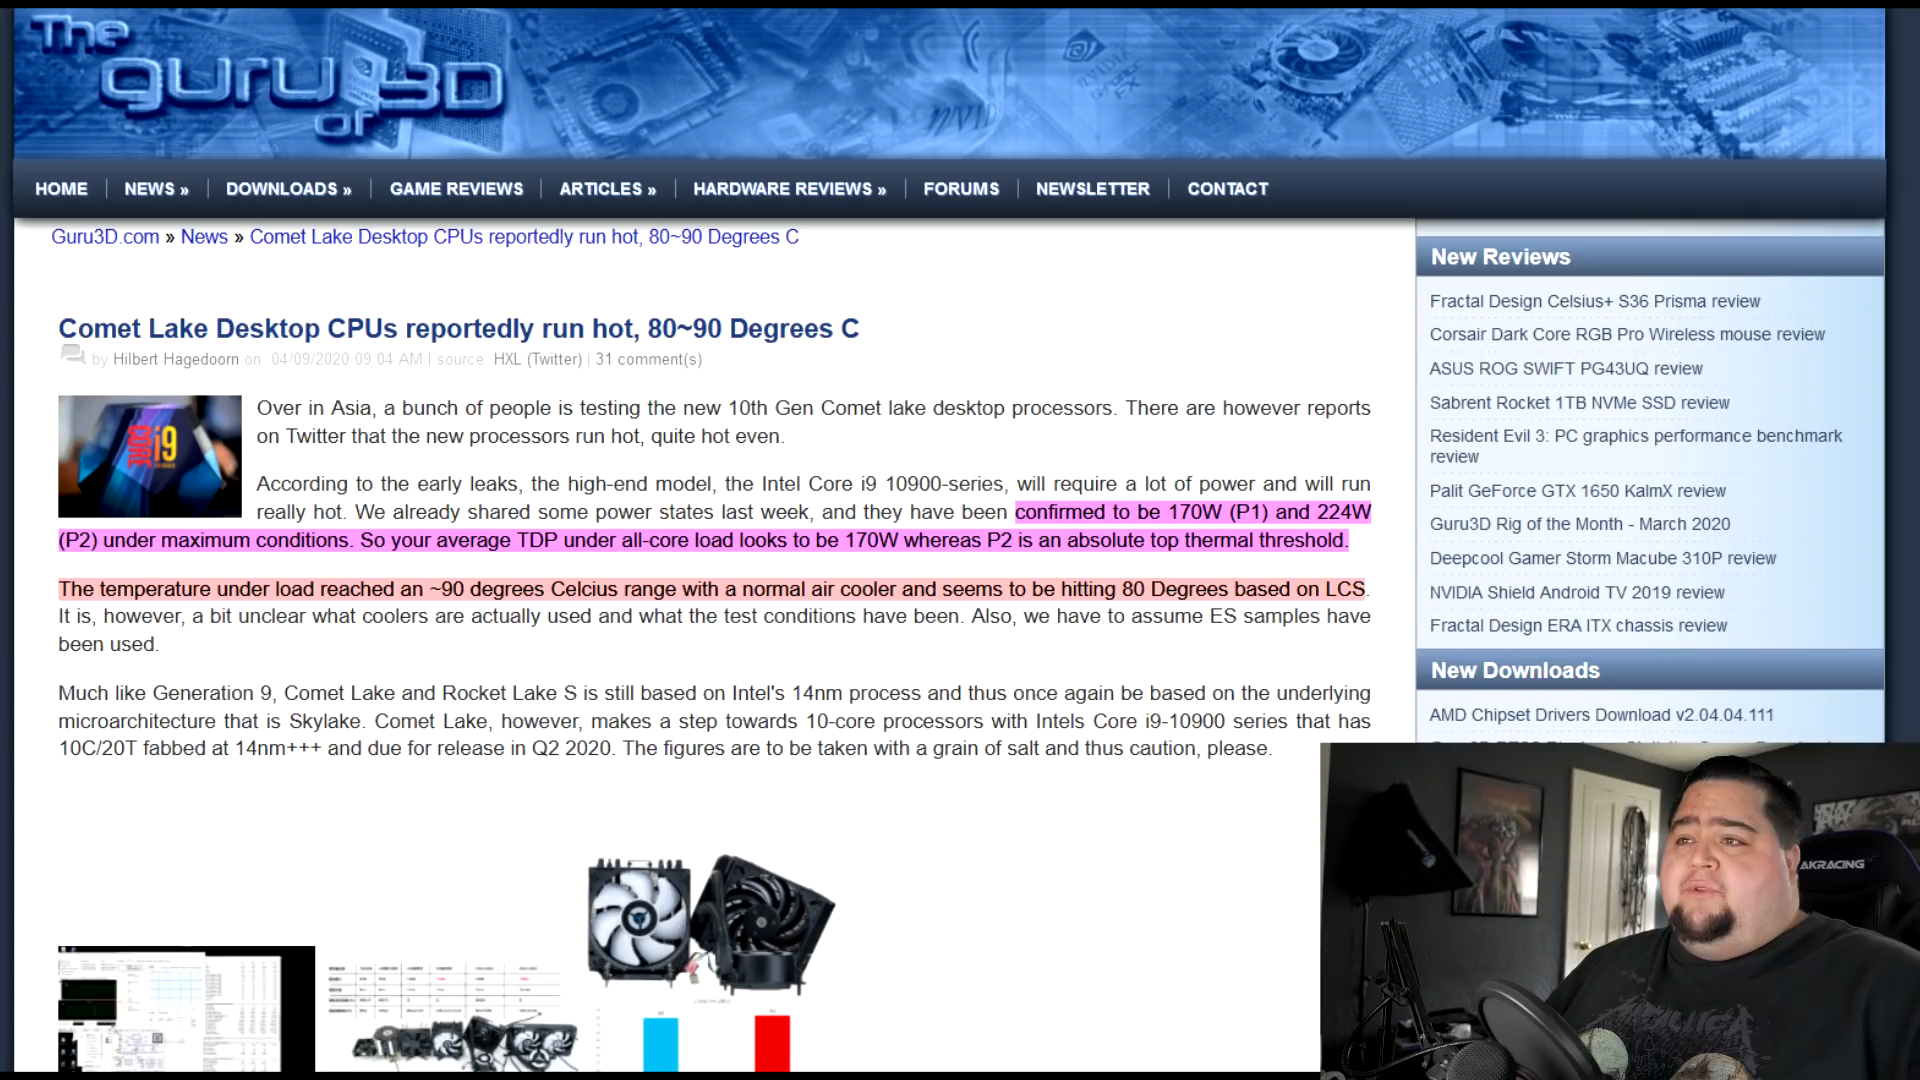 The
guru
of 3D
HOME
NEWS »
DOWNLOADS »
GAME REVIEWS
ARTICLES »
HARDWARE REVIEWS »
FORUMS
NEWSLETTER
CONTACT
Guru3D.com » News » Comet Lake Desktop CPUs reportedly run hot, 80~90 Degrees C
Comet Lake Desktop CPUs reportedly run hot, 80~90 Degrees C
by Hilbert Hagedoorn on 04/09/2020 09:04 AM | source HXL (Twitter) | 31 comment(s)
CORE i9
Over in Asia, a bunch of people is testing the new 10th Gen Comet lake desktop processors. There are however reports
on Twitter that the new processors run hot, quite hot even.
According to the early leaks, the high-end model, the Intel Core i9 10900-series, will require a lot of power and will run
really hot. We already shared some power states last week, and they have been confirmed to be 170W (P1) and 224W
(P2) under maximum conditions. So your average TDP under all-core load looks to be 170W whereas P2 is an absolute top thermal threshold.
The temperature under load reached an ~90 degrees Celcius range with a normal air cooler and seems to be hitting 80 Degrees based on LCS.
It is, however, a bit unclear what coolers are actually used and what the test conditions have been. Also, we have to assume ES samples have
been used.
Much like Generation 9, Comet Lake and Rocket Lake S is still based on Intel's 14nm process and thus once again be based on the underlying
microarchitecture that is Skylake. Comet Lake, however, makes a step towards 10-core processors with Intels Core i9-10900 series that has
10C/20T fabbed at 14nm+++ and due for release in Q2 2020. The figures are to be taken with a grain of salt and thus caution, please.
New Reviews
Fractal Design Celsius+ S36 Prisma review
Corsair Dark Core RGB Pro Wireless mouse review
ASUS ROG SWIFT PG43UQ review
Sabrent Rocket 1TB NVMe SSD review
Resident Evil 3: PC graphics performance benchmark
review
Palit GeForce GTX 1650 KalmX review
Guru3D Rig of the Month - March 2020
Deepcool Gamer Storm Macube 310P review
NVIDIA Shield Android TV 2019 review
Fractal Design ERA ITX chassis review
New Downloads
AMD Chipset Drivers Download v2.04.04.111
AKRACING
METALLICA